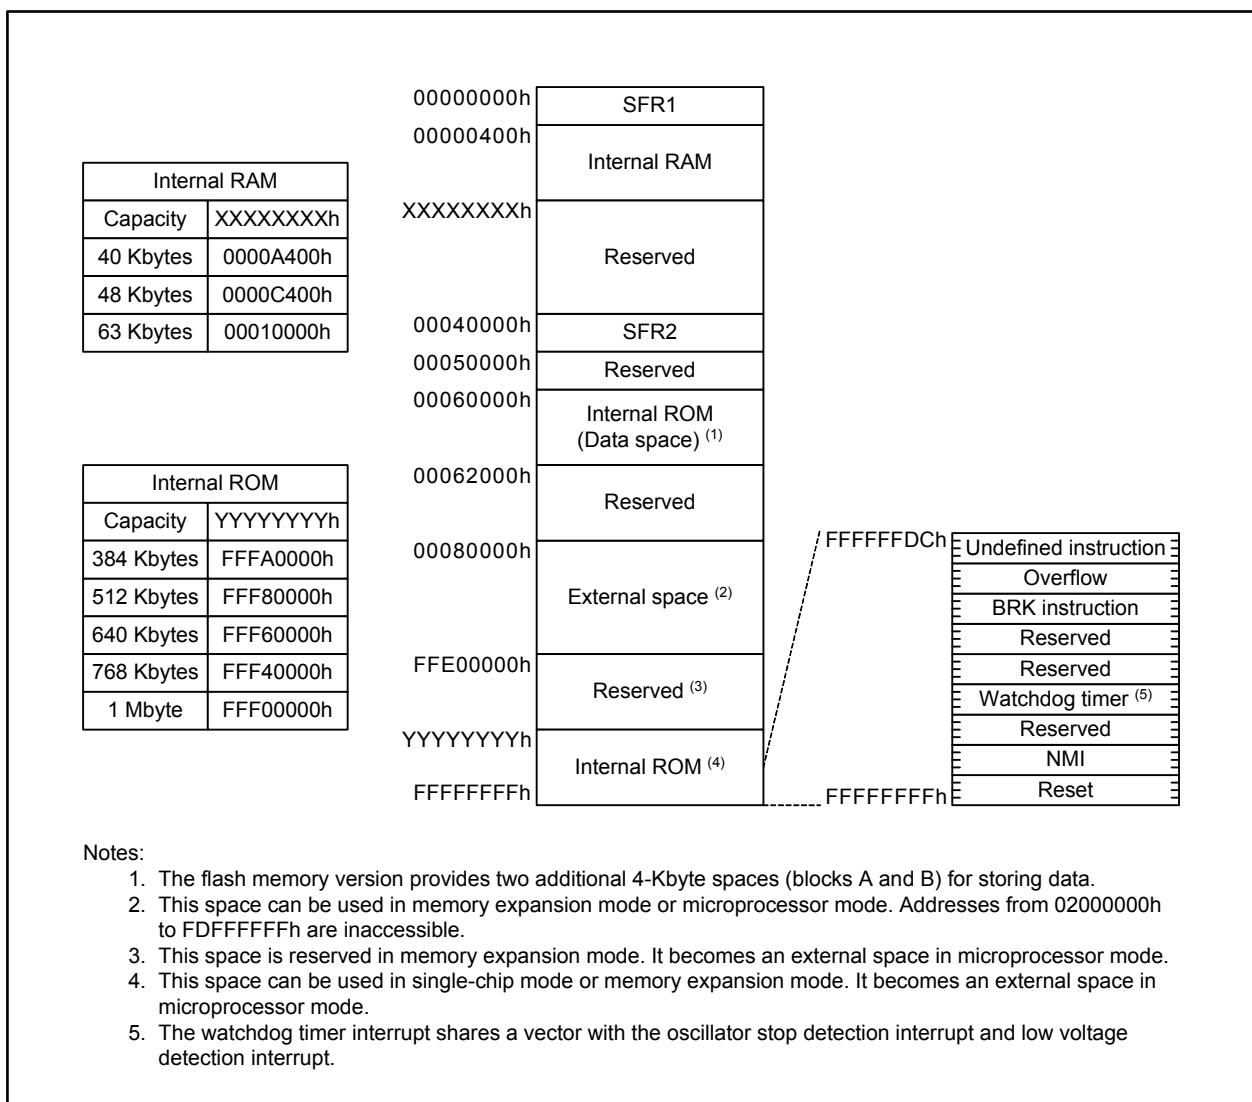 00000000h
SFR1
00000400h
Internal RAM
XXXXXXXXh
Reserved
00040000h
SFR2
00050000h
Reserved
00060000h
Internal ROM
(Data space) (1)
00062000h
Reserved
00080000h
External space (2)
FFE00000h
Reserved (3)
YYYYYYYYh
Internal ROM (4)
FFFFFFFFh
Internal RAM
Capacity XXXXXXXXh
40 Kbytes 0000A400h
48 Kbytes 0000C400h
63 Kbytes 00010000h
Internal ROM
Capacity YYYYYYYYh
384 Kbytes FFFA0000h
512 Kbytes FFF80000h
640 Kbytes FFF60000h
768 Kbytes FFF40000h
1 Mbyte FFF00000h
FFFFFFDCh Undefined instruction
Overflow
BRK instruction
Reserved
Reserved
Watchdog timer (5)
Reserved
NMI
FFFFFFFFh Reset
Notes:
1. The flash memory version provides two additional 4-Kbyte spaces (blocks A and B) for storing data.
2. This space can be used in memory expansion mode or microprocessor mode. Addresses from 02000000h
to FDFFFFFFh are inaccessible.
3. This space is reserved in memory expansion mode. It becomes an external space in microprocessor mode.
4. This space can be used in single-chip mode or memory expansion mode. It becomes an external space in
microprocessor mode.
5. The watchdog timer interrupt shares a vector with the oscillator stop detection interrupt and low voltage
detection interrupt.